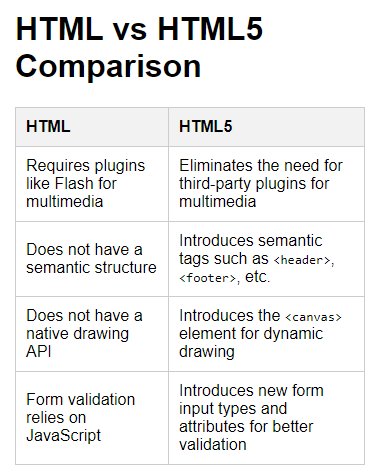 HTML vs HTML5
Comparison
HTML
HTML5
Requires plugins
like Flash for
multimedia
Eliminates the need for
third-party plugins for
multimedia
Does not have a
semantic structure
Introduces semantic
tags such as <header>,
<footer>, etc.
Does not have a
native drawing
API
Introduces the <canvas>
element for dynamic
drawing
Form validation
relies on
JavaScript
Introduces new form
input types and
attributes for better
validation